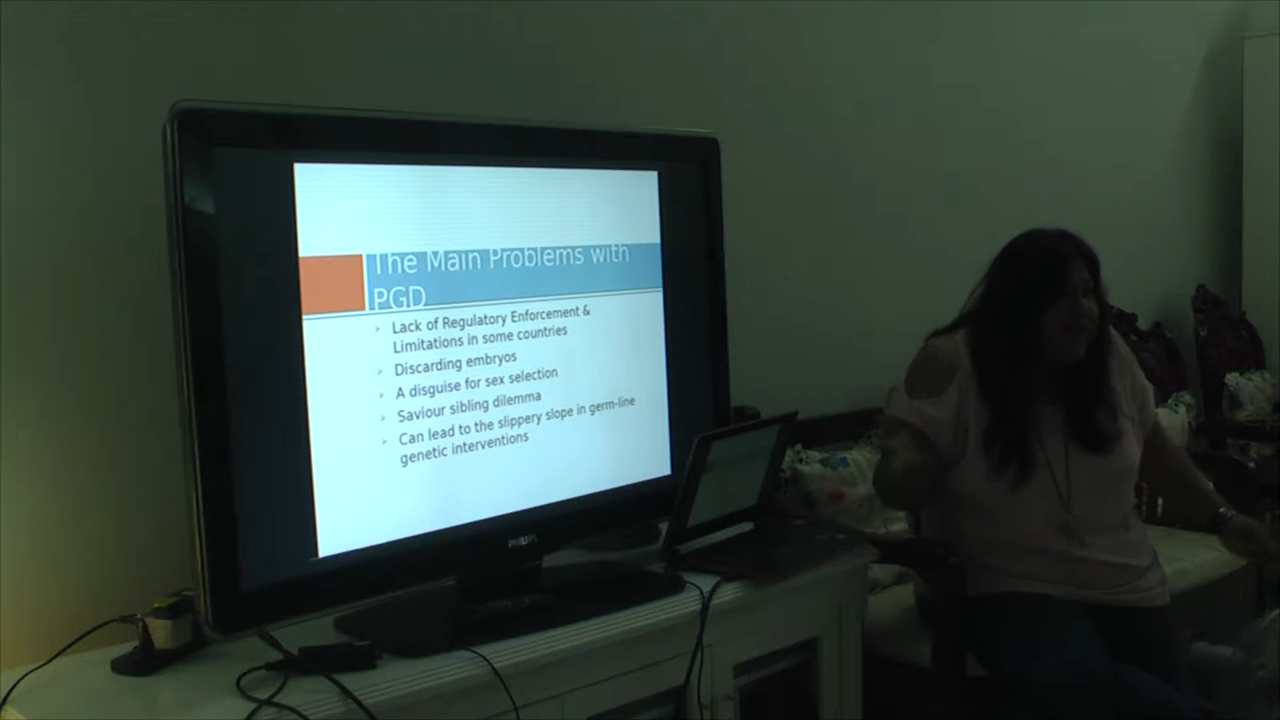 The Main Problems with
PGD
Lack of Regulatory Enforcement &
Limitations in some countries
Discarding embryos
A disguise for sex selection
Saviour sibling dilemma
Can lead to the slippery slope in germ-line
genetic interventions
PHILIPS